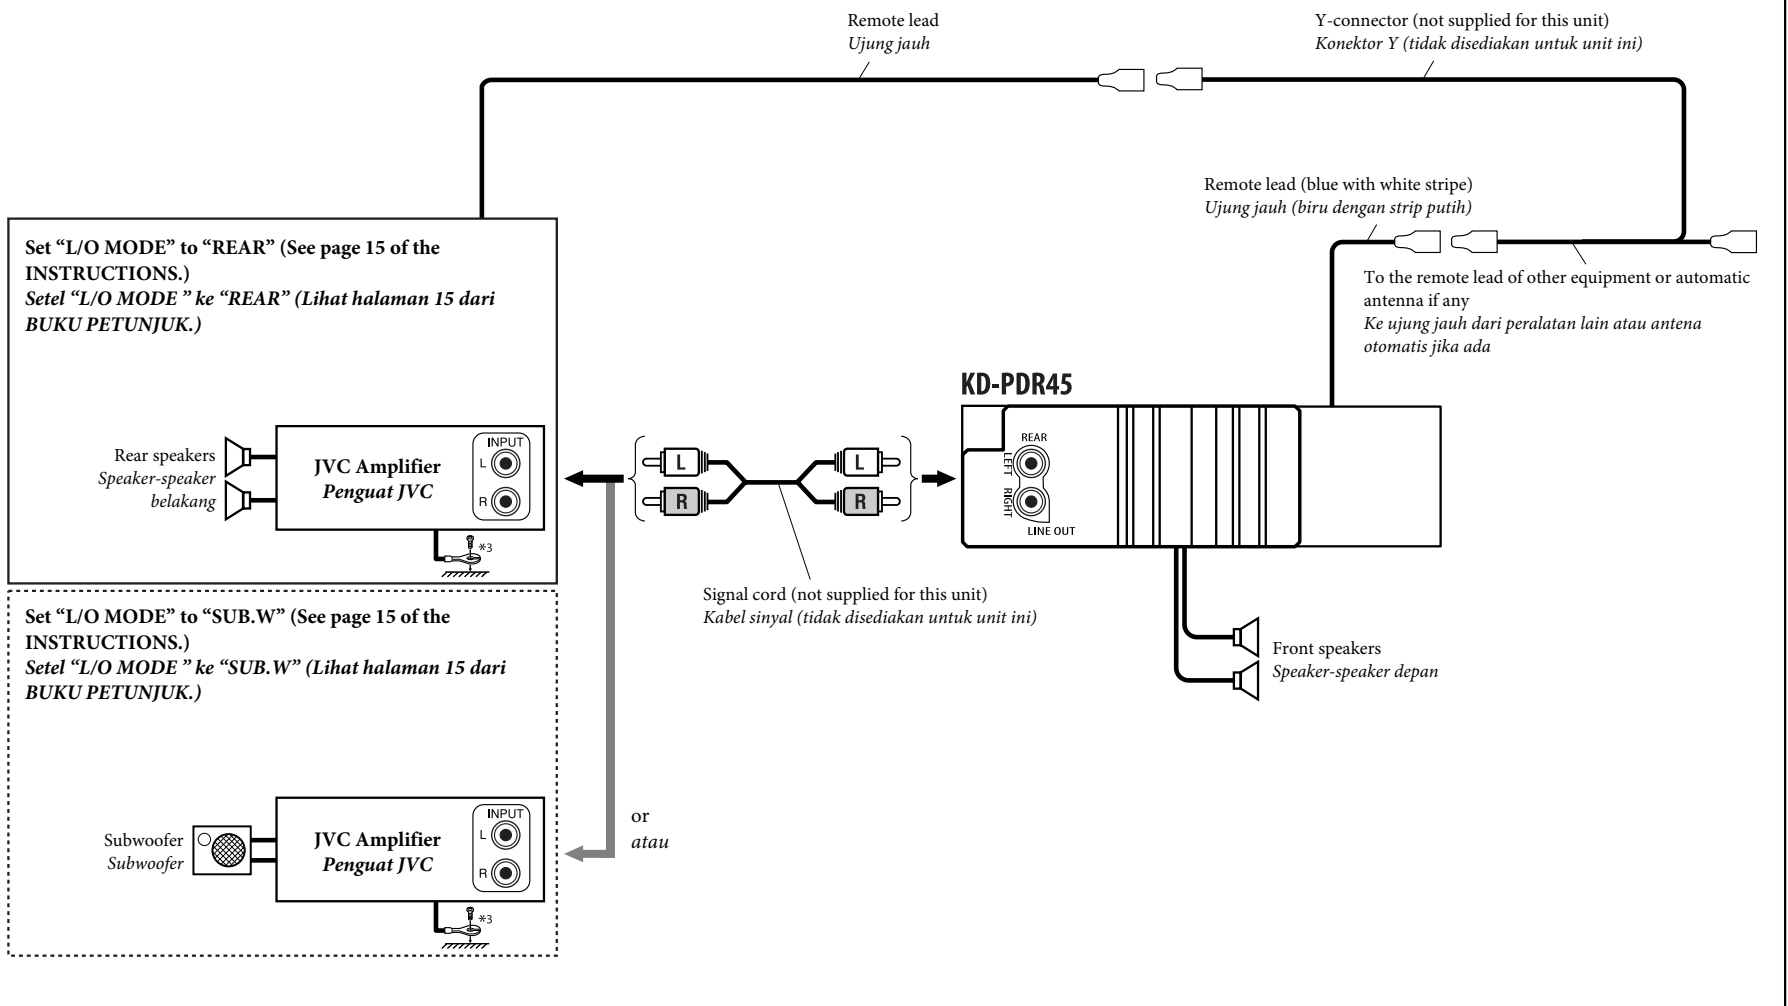 Remote lead
Ujung jauh
Y-connector (not supplied for this unit)
Konektor Y (tidak disediakan untuk unit ini)
Remote lead (blue with white stripe)
Ujung jauh (biru dengan strip putih)
Set “L/O MODE” to “REAR” (See page 15 of the
INSTRUCTIONS.)
Setel “L/O MODE ” ke “REAR” (Lihat halaman 15 dari
BUKU PETUNJUK.)
To the remote lead of other equipment or automatic
antenna if any
Ke ujung jauh dari peralatan lain atau antena
otomatis jika ada
KD-PDR45
Rear speakers
Speaker-speaker
belakang
JVC Amplifier
Penguat JVC
INPUT
L
R
*3
L
R
L
R
REAR
LEFT
RIGHT
LINE OUT
Signal cord (not supplied for this unit)
Kabel sinyal (tidak disediakan untuk unit ini)
Front speakers
Speaker-speaker depan
Set “L/O MODE” to “SUB.W” (See page 15 of the
INSTRUCTIONS.)
Setel “L/O MODE ” ke “SUB.W” (Lihat halaman 15 dari
BUKU PETUNJUK.)
or
atau
Subwoofer
Subwoofer
JVC Amplifier
Penguat JVC
INPUT
L
R
*3